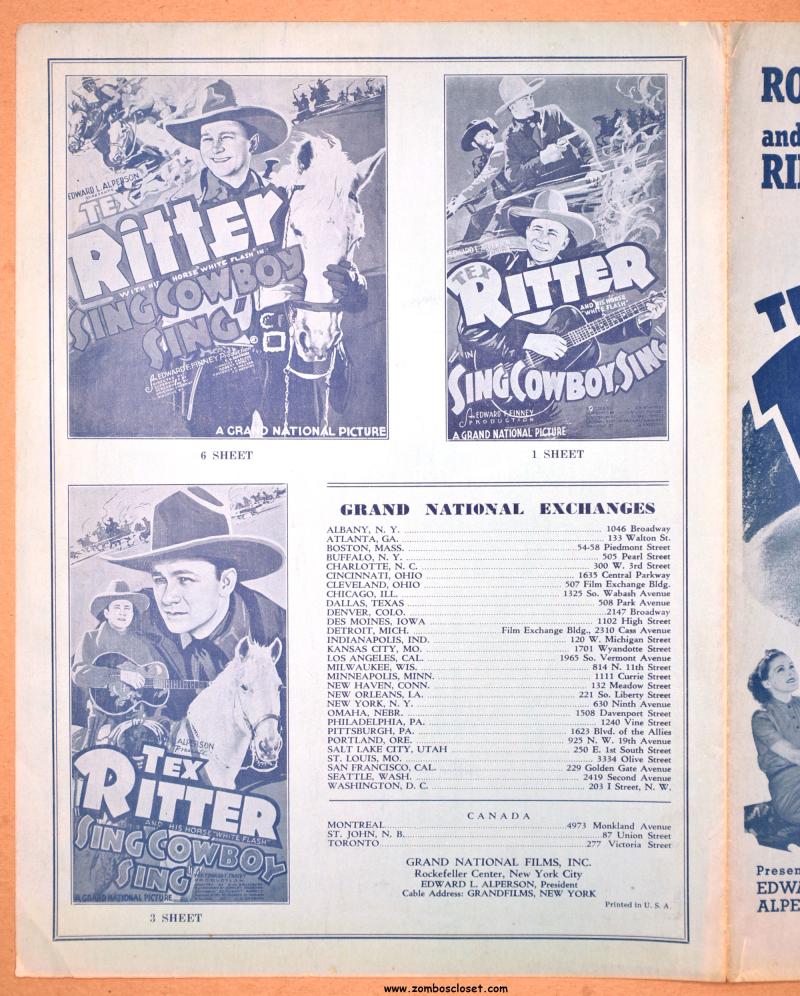 EDWARD L. ALPERSON
PRESENTS
TEX
Ritter
WITH HIS HORSE "WHITE FLASH" IN
SING COWBOY
SING
An EDWARD F. FINNEY Production
A GRAND NATIONAL PICTURE
6 SHEET
TEX
RITTER
AND HIS HORSE
"WHITE FLASH"
IN
"SING, COWBOY, SING"
An EDWARD F. FINNEY
PRODUCTION
A GRAND NATIONAL PICTURE
1 SHEET
ALPERSON
Presents
TEX
RITTER
AND HIS HORSE "WHITE FLASH"
SING COWBOY
SING
PRODUCTION
A GRAND NATIONAL PICTURE
3 SHEET
GRAND NATIONAL EXCHANGES
ALBANY, N. Y. 1046 Broadway
ATLANTA, GA. 133 Walton St.
BOSTON, MASS. 54-58 Piedmont Street
BUFFALO, N. Y. 505 Pearl Street
CHARLOTTE, N. C. 300 W. 3rd Street
CINCINNATI, OHIO 1635 Central Parkway
CLEVELAND, OHIO 507 Film Exchange Bldg.
CHICAGO, ILL. 1325 So. Wabash Avenue
DALLAS, TEXAS 508 Park Avenue
DENVER, COLO. 2147 Broadway
DES MOINES, IOWA 1102 High Street
DETROIT, MICH. Film Exchange Bldg., 2310 Cass Avenue
INDIANAPOLIS, IND. 120 W. Michigan Street
KANSAS CITY, MO. 1701 Wyandotte Street
LOS ANGELES, CAL. 1965 So. Vermont Avenue
MILWAUKEE, WIS. 814 N. 11th Street
MINNEAPOLIS, MINN. 1111 Currie Street
NEW HAVEN, CONN. 132 Meadow Street
NEW ORLEANS, LA. 221 So. Liberty Street
NEW YORK, N. Y. 630 Ninth Avenue
OMAHA, NEBR. 1508 Davenport Street
PHILADELPHIA, PA. 1240 Vine Street
PITTSBURGH, PA. 1623 Blvd. of the Allies
PORTLAND, ORE. 925 N. W. 19th Avenue
SALT LAKE CITY, UTAH 250 E. 1st South Street
ST. LOUIS, MO. 3334 Olive Street
SAN FRANCISCO, CAL. 229 Golden Gate Avenue
SEATTLE, WASH. 2419 Second Avenue
WASHINGTON, D. C. 203 I Street, N. W.
CANADA
MONTREAL 4973 Monkland Avenue
ST. JOHN, N. B. 87 Union Street
TORONTO 277 Victoria Street
GRAND NATIONAL FILMS, INC.
Rockefeller Center, New York City
EDWARD L. ALPERSON, President
Cable Address: GRANDFILMS, NEW YORK
Printed in U. S. A.
RO
and
RI
T
Presen
EDWA
ALPE
www.zomboscloset.com